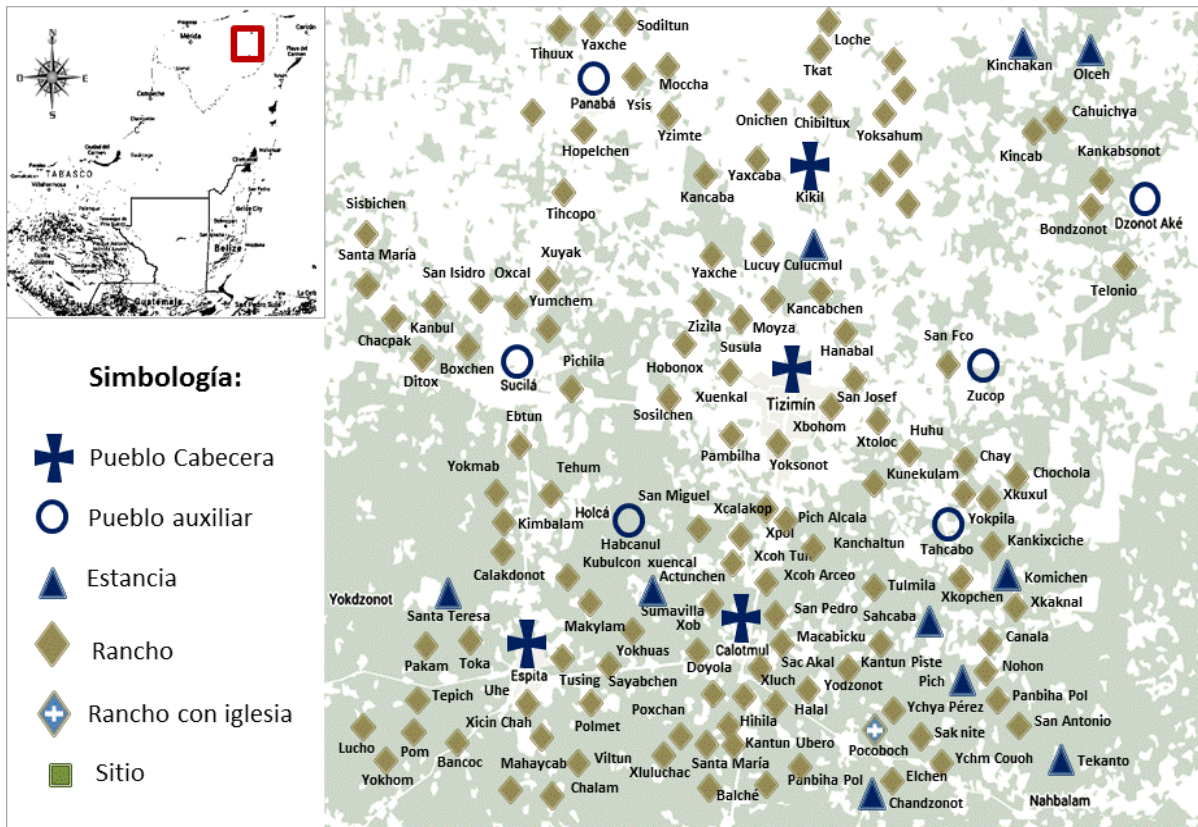 N
O
E
S
Mérida
Campeche
TABASCO
Villahermosa
Belize
Guatemala
Simbología:
Pueblo Cabecera
Pueblo auxiliar
Estancia
Rancho
Rancho con iglesia
Sitio
Tihuux
Yaxche
Sodiltun
Loche
Tkat
Kinchakan
Olceh
Panabá
Ysís
Moccha
Onichen
Chibiltux
Yoksahum
Cahuichya
Hopelchen
Yzimte
Kincab
Kankabsonot
Yaxcaba
Kancaba
Kikil
Tihcopo
Sisbichen
Bondzonot
Dzonot Aké
Santa María
Xuyak
Yaxche
Lucuy
Culucmul
San Isidro
Oxcal
Telonio
Kanbul
Yumchem
Zizila
Moyza
Kancabchen
Chacpak
Boxchen
Pichila
Susula
Hanabal
San Fco
Ditox
Sucilá
Hobonox
Xuenkal
San Josef
Zucop
Ebtun
Sosilchen
Tizimín
Xbohom
Xtoloc
Huhu
Yokmab
Tehum
Pambilha
Yoksonot
Kunekulam
Chay
Chochola
San Miguel
Xcalakop
Xkuxul
Kimbalam
Holcá
Pich Alcala
Yokpila
Habcanul
Xpol
Kanchaltun
Tahcabo
Kankixciche
Calakdonot
Kubulcon
xuencal
Xcoh Tun
Actunchen
Xcoh Arceo
Tulmila
Xkopchen
Komichen
Yokdzonot
Santa Teresa
Makylam
Sumavilla
San Pedro
Sahcaba
Xkaknal
Xob
Calotmul
Macabicku
Canala
Pakam
Toka
Espita
Yokhuas
Doyola
Sac Akal
Kantun Piste
Nohon
Tusing
Sayabchen
Xluch
Yodzonot
Pich
Tepich
Uhe
Panbiha Pol
Xicin Chah
Polmet
Poxchan
Hihila
Halal
Ychya Pérez
San Antonio
Lucho
Pom
Bancoc
Kantun Ubero
Pocoboch
Sak nite
Yokhom
Mahaycab
Viltun
Xluluchac
Santa María
Panbiha Pol
Ychm Couoh
Tekanto
Chalam
Balché
Elchen
Chandzonot
Nahbalam